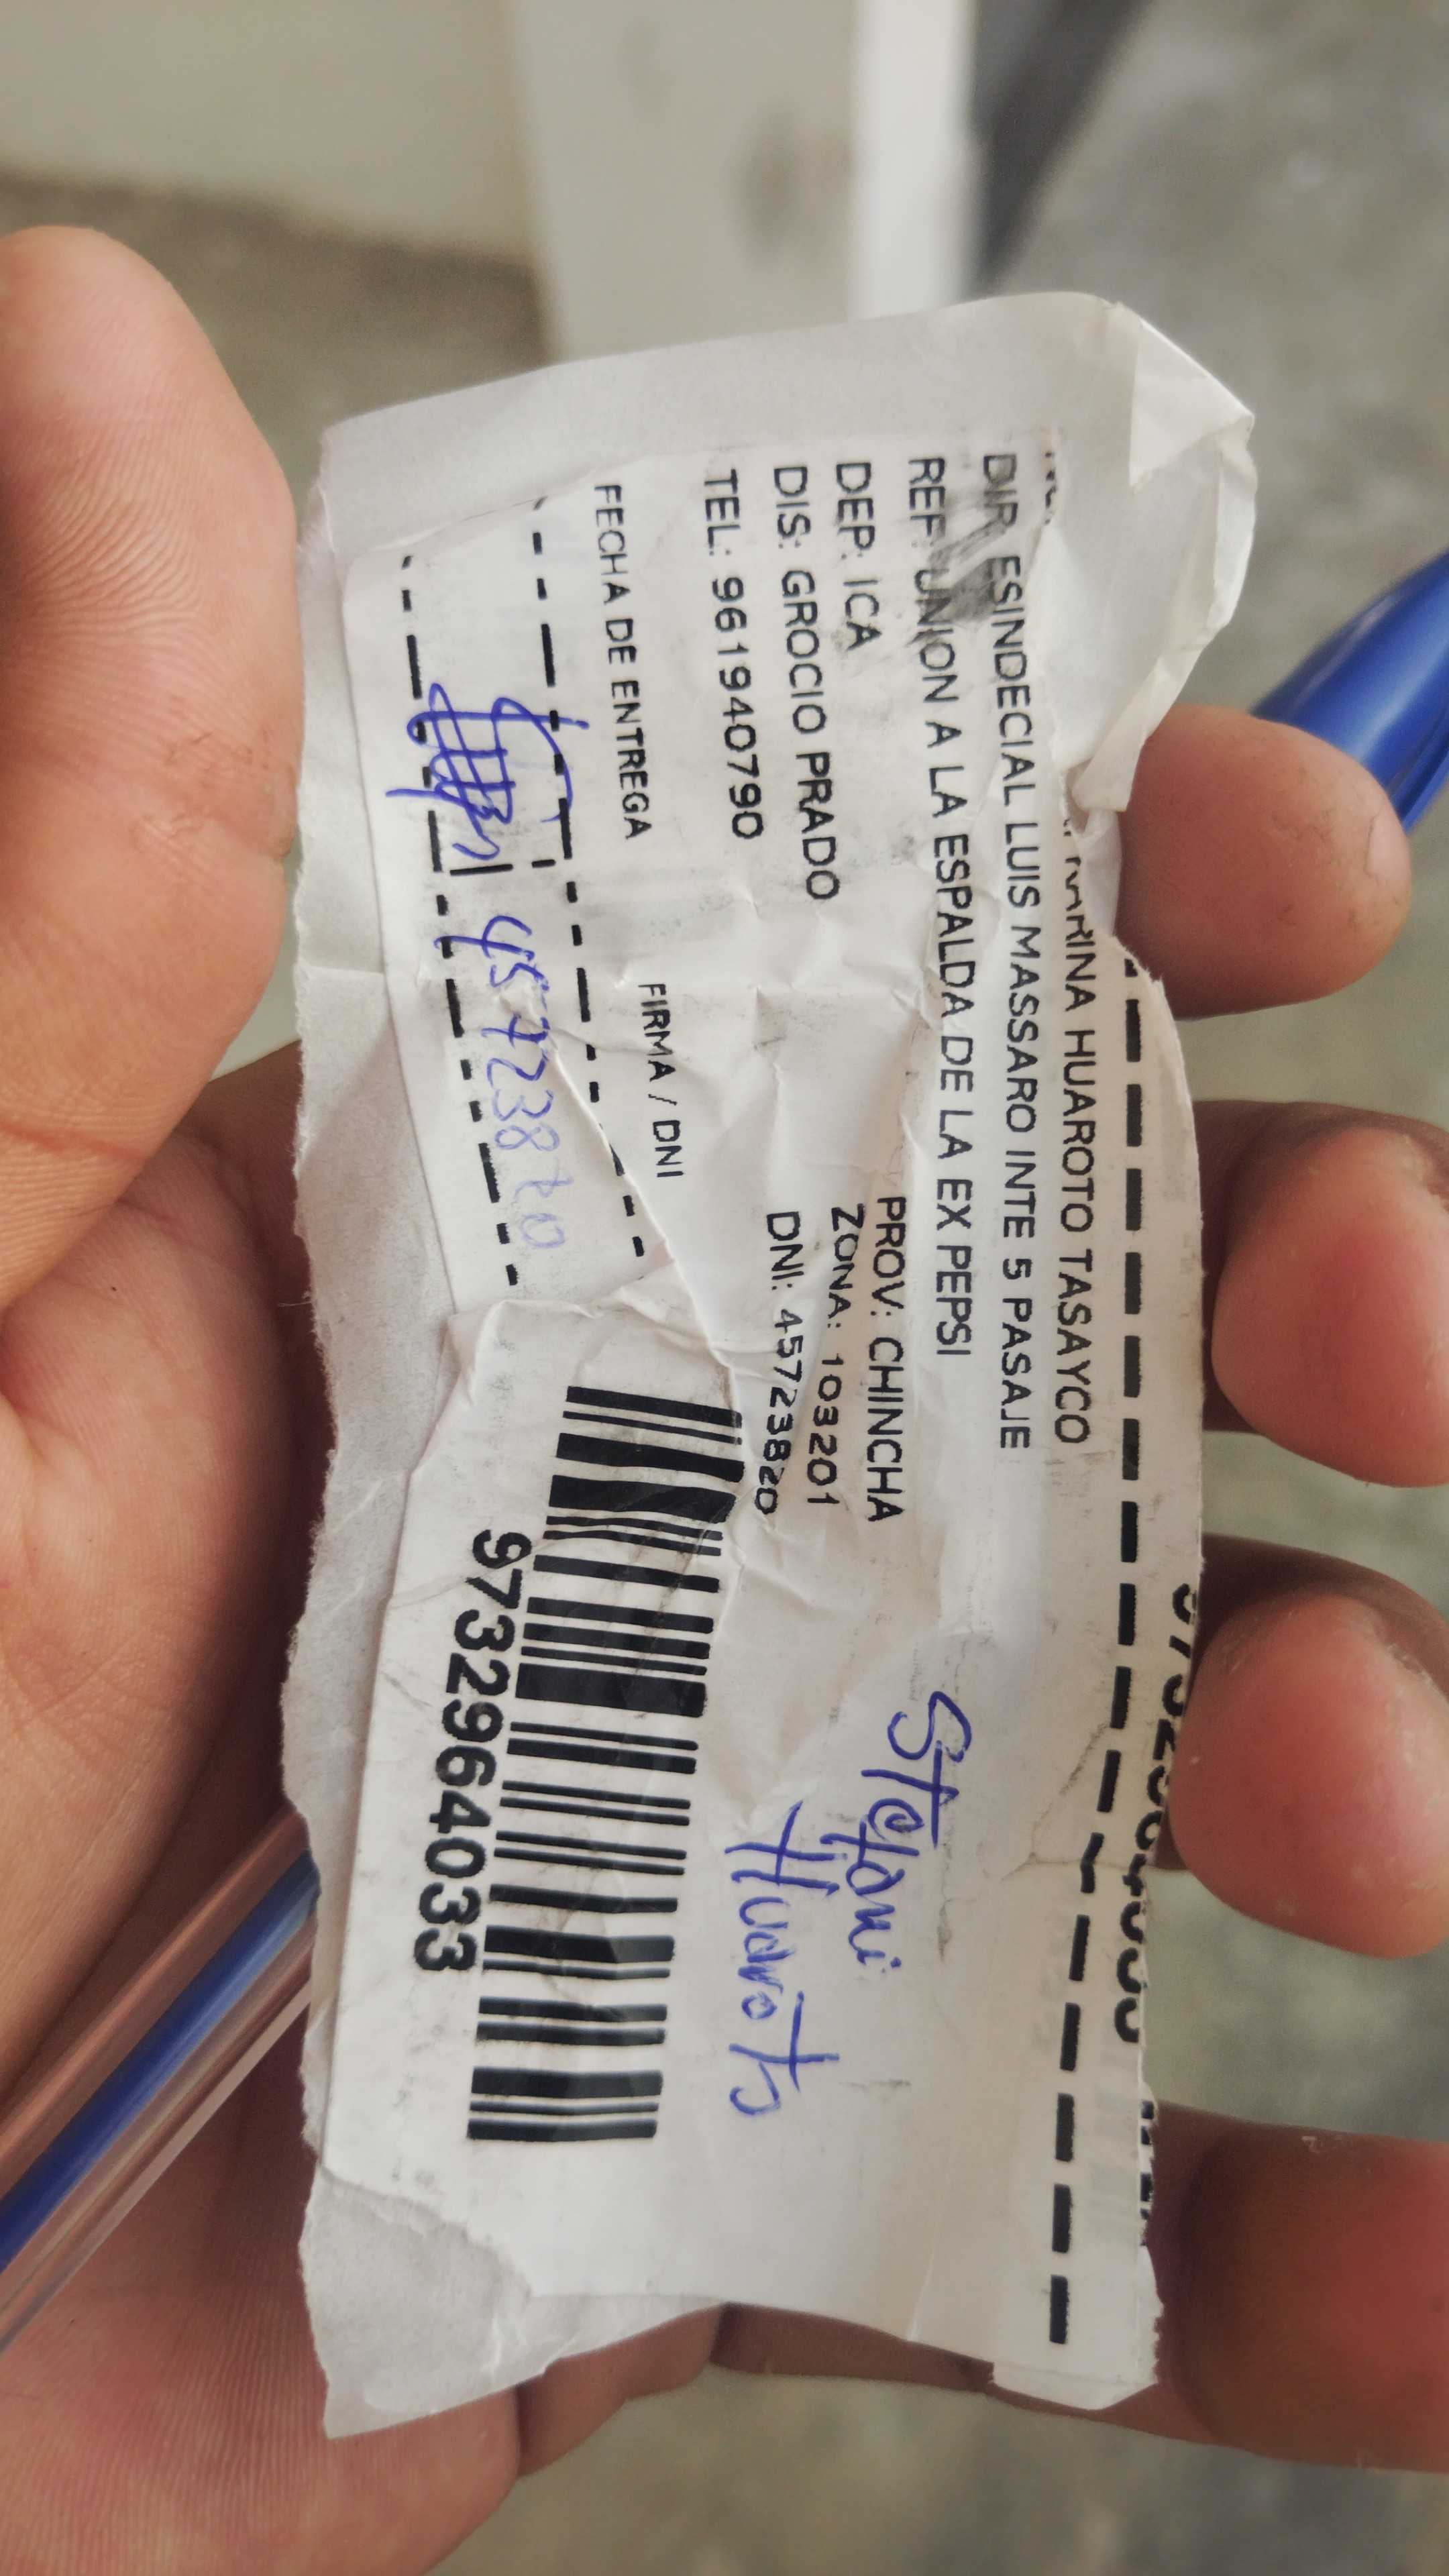 HUAROTO TASAYCO
DIR ESINDECIAL LUIS MASSARO INTE 5 PASAJE
REF: UNION A LA ESPALDA DE LA EX PEPSI
DEP: ICA PROV: CHINCHA
DIS: GROCIO PRADO ZONA: 103201
TEL: 961940790 DNI: 45723820
Stefani
Huaroto
FECHA DE ENTREGA FIRMA / DNI
45723820
9732964033